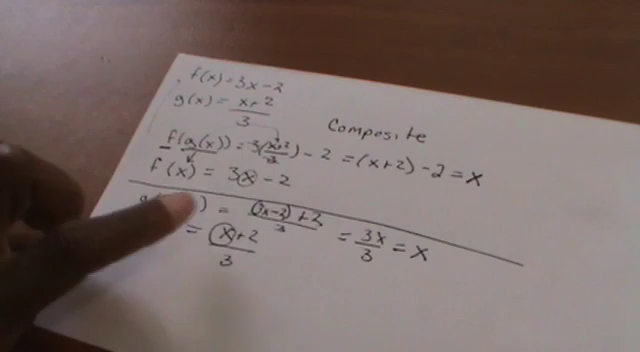 f(x) = 3x - 2
g(x) = x+2 / 3
Composite
f(g(x)) = 3(x+2 / 3) - 2 = (x+2) - 2 = x
f(x) = 3x - 2
g( ) = (3x-2)+2 / 3 = 3x / 3 = x
= x+2 / 3